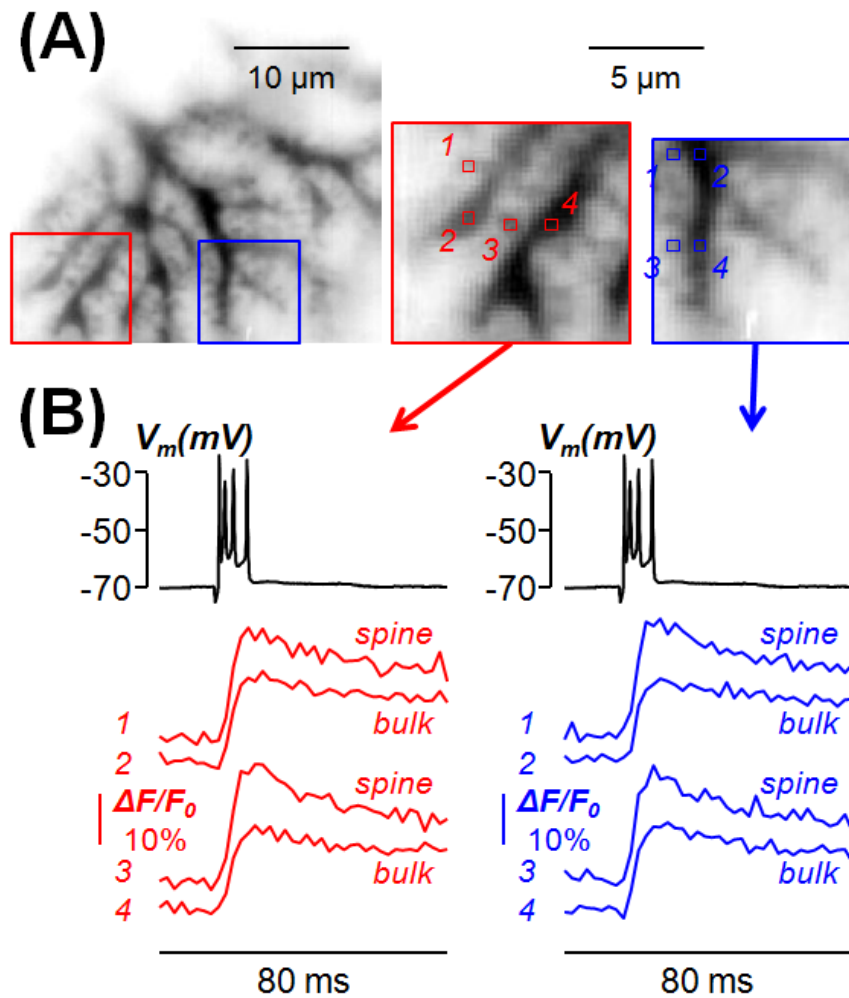 (A)
10 µm
5 µm
1
2
3
4
1
2
3
4
(B)
Vm(mV)
-30
-50
-70
spine
bulk
1
2
ΔF/F0
10%
spine
bulk
3
4
80 ms
Vm(mV)
-30
-50
-70
spine
bulk
1
2
ΔF/F0
10%
spine
bulk
3
4
80 ms